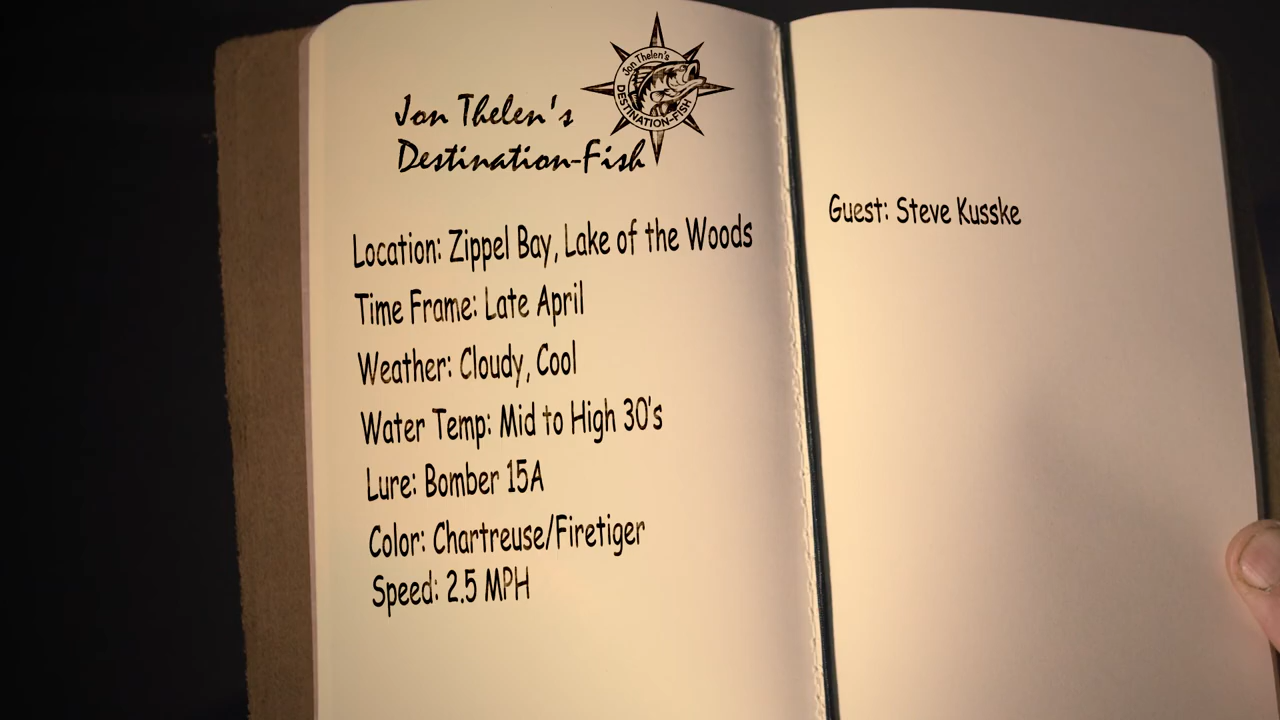 Jon Thelen's
DESTINATION-FISH
Jon Thelen's
Destination-Fish
Location: Zippel Bay, Lake of the Woods
Time Frame: Late April
Weather: Cloudy, Cool
Water Temp: Mid to High 30's
Lure: Bomber 15A
Color: Chartreuse/Firetiger
Speed: 2.5 MPH
Guest: Steve Kusske